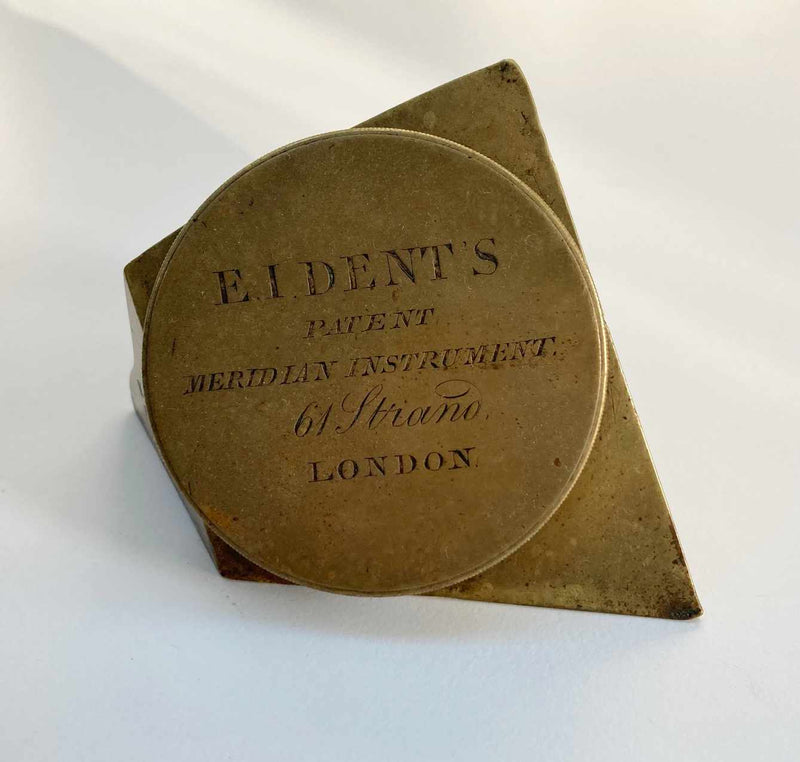 E.I.DENT'S
PATENT
MERIDIAN INSTRUMENT.
61 Strand.
LONDON